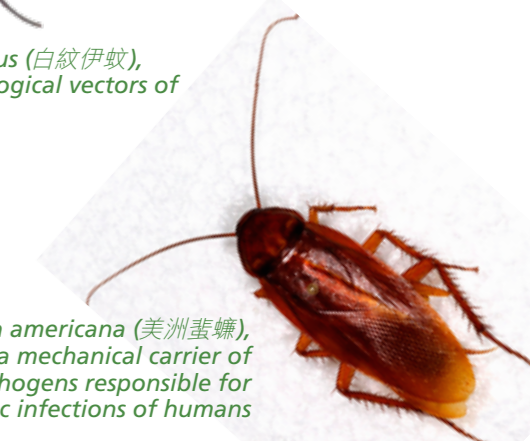 us (白紋伊蚊),
ogical vectors of
americana (美洲蜚蠊),
a mechanical carrier of
hogens responsible for
c infections of humans